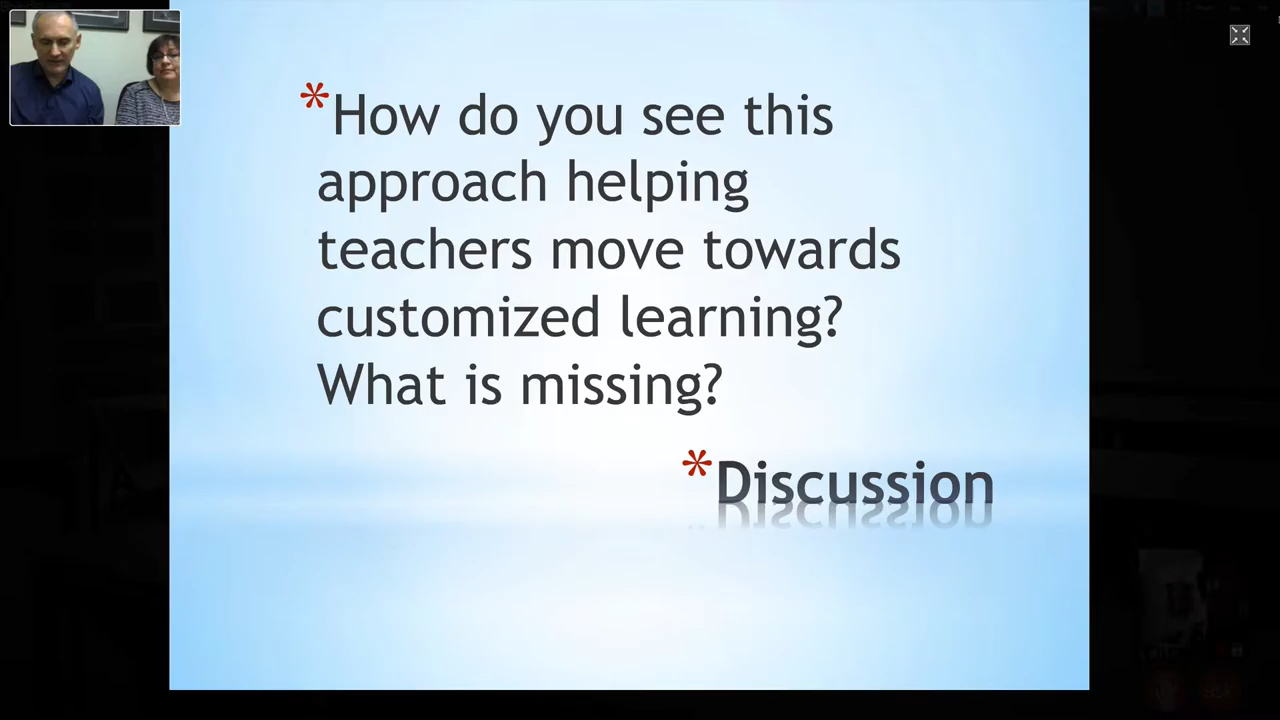 *How do you see this
approach helping
teachers move towards
customized learning?
What is missing?
*Discussion